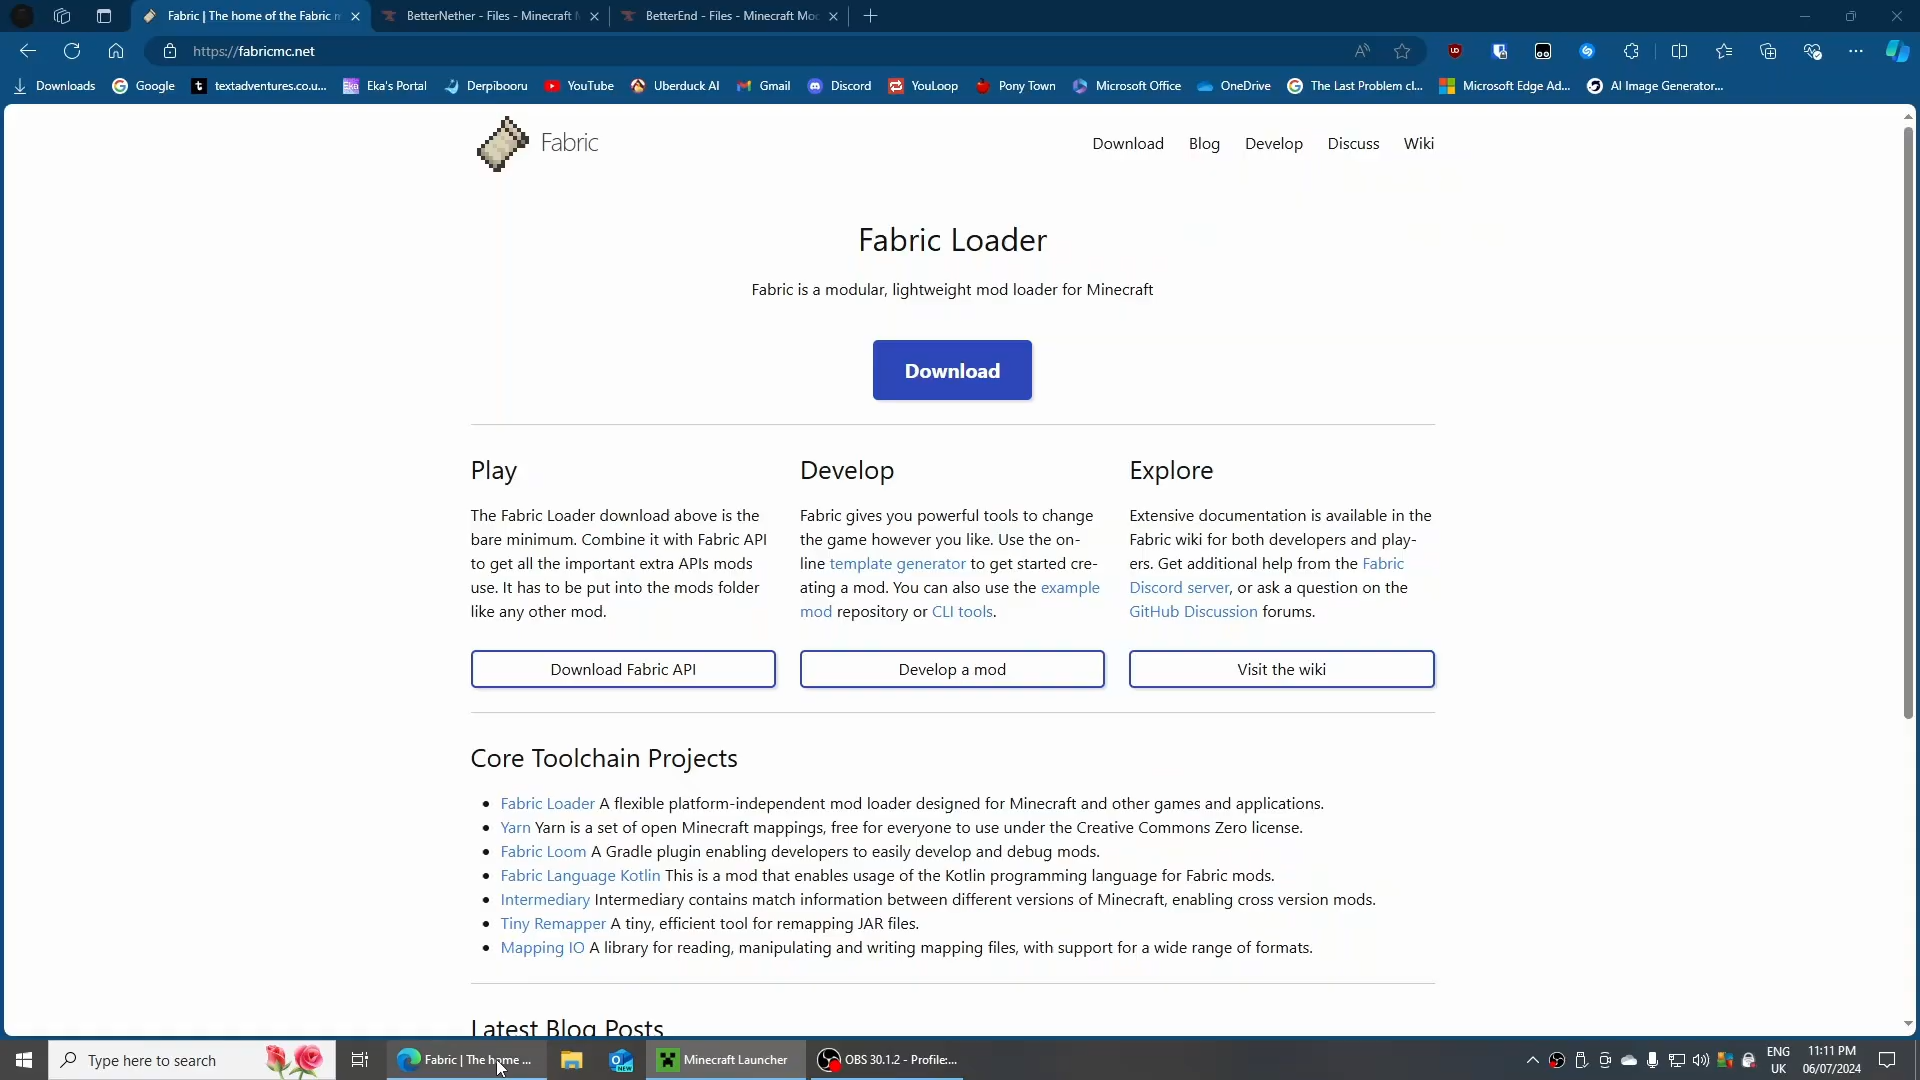 Fabric | The home of the Fabric
BetterNether - Files - Minecraft
BetterEnd - Files - Minecraft Mo
https://fabricmc.net
Downloads
Google
textadventures.co.u...
Eka's Portal
Derpibooru
YouTube
Uberduck AI
Gmail
Discord
YouLoop
Pony Town
Microsoft Office
OneDrive
The Last Problem cl...
Microsoft Edge Ad...
AI Image Generator...
Fabric
Download
Blog
Develop
Discuss
Wiki
Fabric Loader
Fabric is a modular, lightweight mod loader for Minecraft
Download
Play
The Fabric Loader download above is the
bare minimum. Combine it with Fabric API
to get all the important extra APIs mods
use. It has to be put into the mods folder
like any other mod.
Download Fabric API
Develop
Fabric gives you powerful tools to change
the game however you like. Use the on-
line template generator to get started cre-
ating a mod. You can also use the example
mod repository or CLI tools.
Develop a mod
Explore
Extensive documentation is available in the
Fabric wiki for both developers and play-
ers. Get additional help from the Fabric
Discord server, or ask a question on the
GitHub Discussion forums.
Visit the wiki
Core Toolchain Projects
Fabric Loader A flexible platform-independent mod loader designed for Minecraft and other games and applications.
Yarn Yarn is a set of open Minecraft mappings, free for everyone to use under the Creative Commons Zero license.
Fabric Loom A Gradle plugin enabling developers to easily develop and debug mods.
Fabric Language Kotlin This is a mod that enables usage of the Kotlin programming language for Fabric mods.
Intermediary Intermediary contains match information between different versions of Minecraft, enabling cross version mods.
Tiny Remapper A tiny, efficient tool for remapping JAR files.
Mapping IO A library for reading, manipulating and writing mapping files, with support for a wide range of formats.
Latest Blog Posts
Type here to search
Fabric | The home ...
NEW
Minecraft Launcher
OBS 30.1.2 - Profile:...
ENG
UK
11:11 PM
06/07/2024